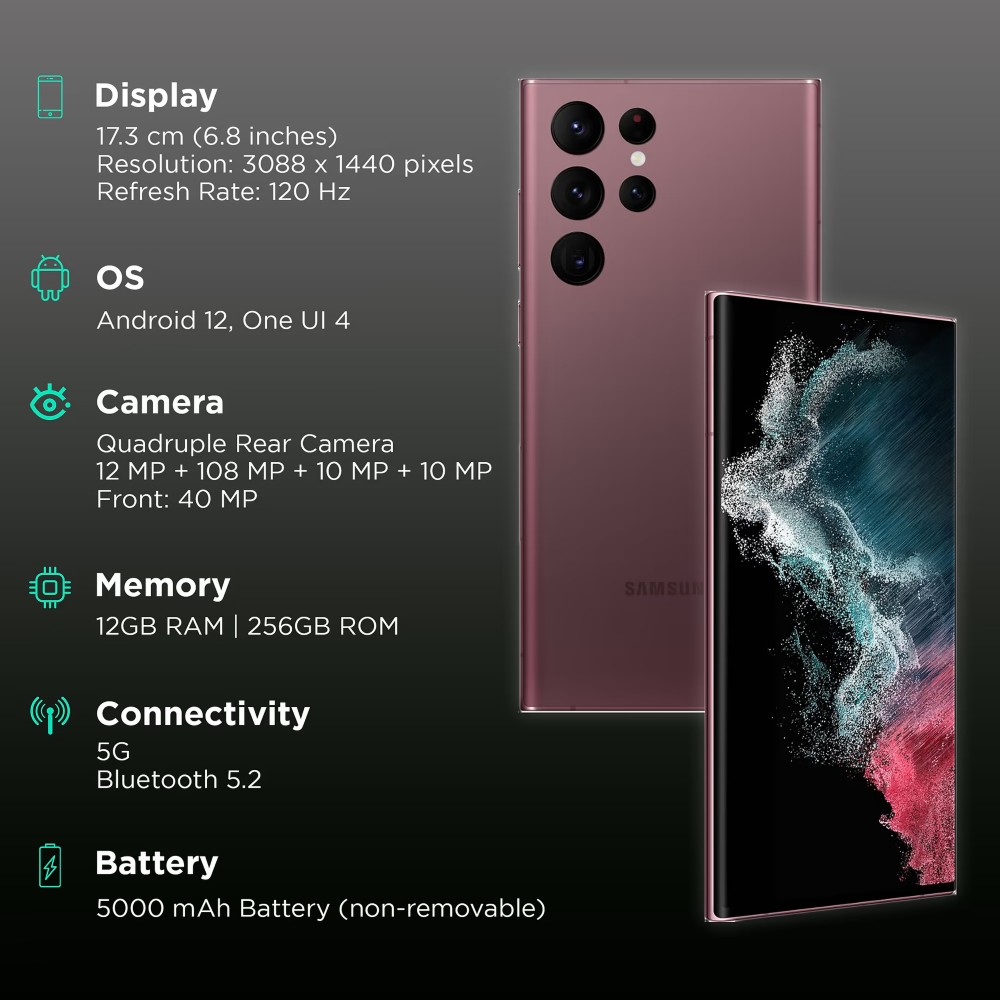 Display
17.3 cm (6.8 inches)
Resolution: 3088 x 1440 pixels
Refresh Rate: 120 Hz
OS
Android 12, One UI 4
Camera
Quadruple Rear Camera
12 MP + 108 MP + 10 MP + 10 MP
Front: 40 MP
Memory
12GB RAM | 256GB ROM
Connectivity
5G
Bluetooth 5.2
Battery
5000 mAh Battery (non-removable)
SAMSUN